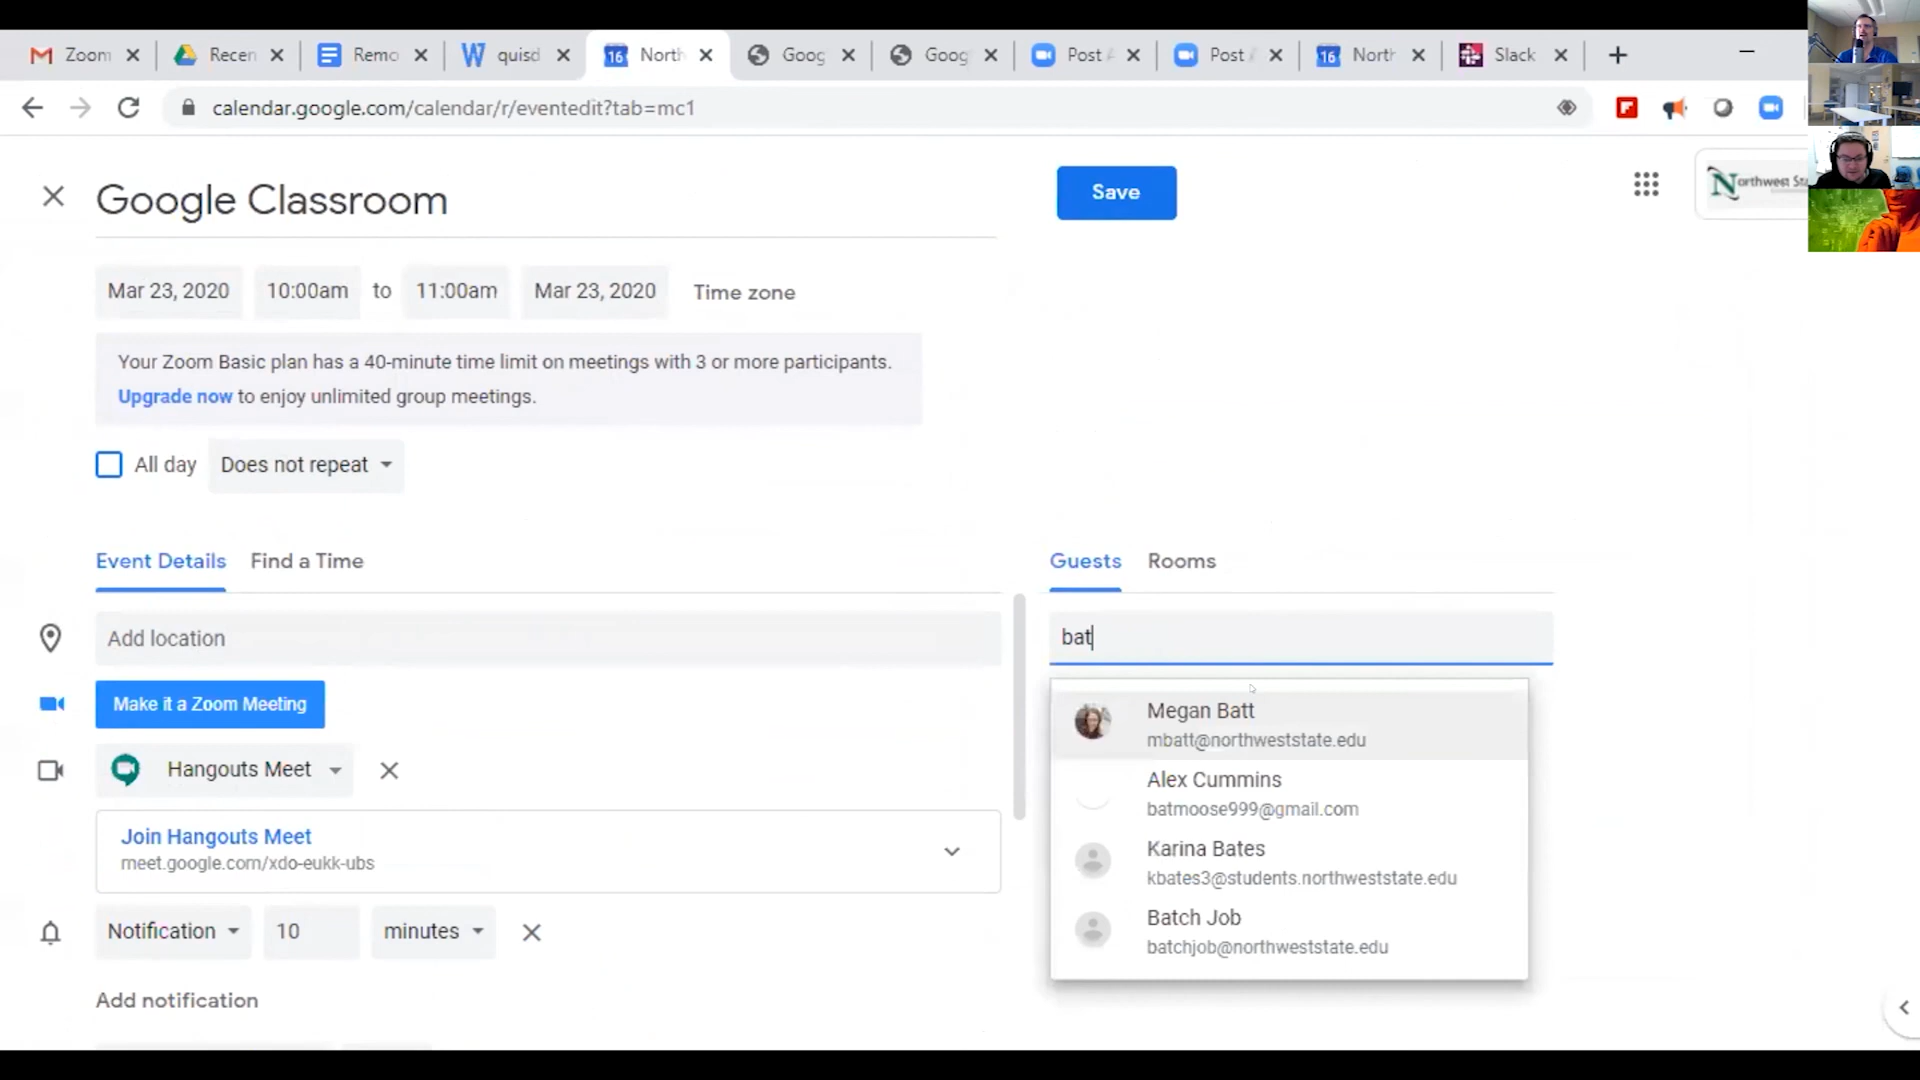 Zoom
Recen
Remo
quisd
16 North
Goog
Goog
Post A
Post A
16 North
Slack
calendar.google.com/calendar/r/eventedit?tab=mc1
Google Classroom
Save
Northwest Sta
Mar 23, 2020 10:00am to 11:00am Mar 23, 2020 Time zone
Your Zoom Basic plan has a 40-minute time limit on meetings with 3 or more participants.
Upgrade now to enjoy unlimited group meetings.
All day Does not repeat
Event Details Find a Time
Guests Rooms
Add location
bat
Make it a Zoom Meeting
Hangouts Meet
Join Hangouts Meet
meet.google.com/xdo-eukk-ubs
Notification 10 minutes
Add notification
Megan Batt
mbatt@northweststate.edu
Alex Cummins
batmoose999@gmail.com
Karina Bates
kbates3@students.northweststate.edu
Batch Job
batchjob@northweststate.edu